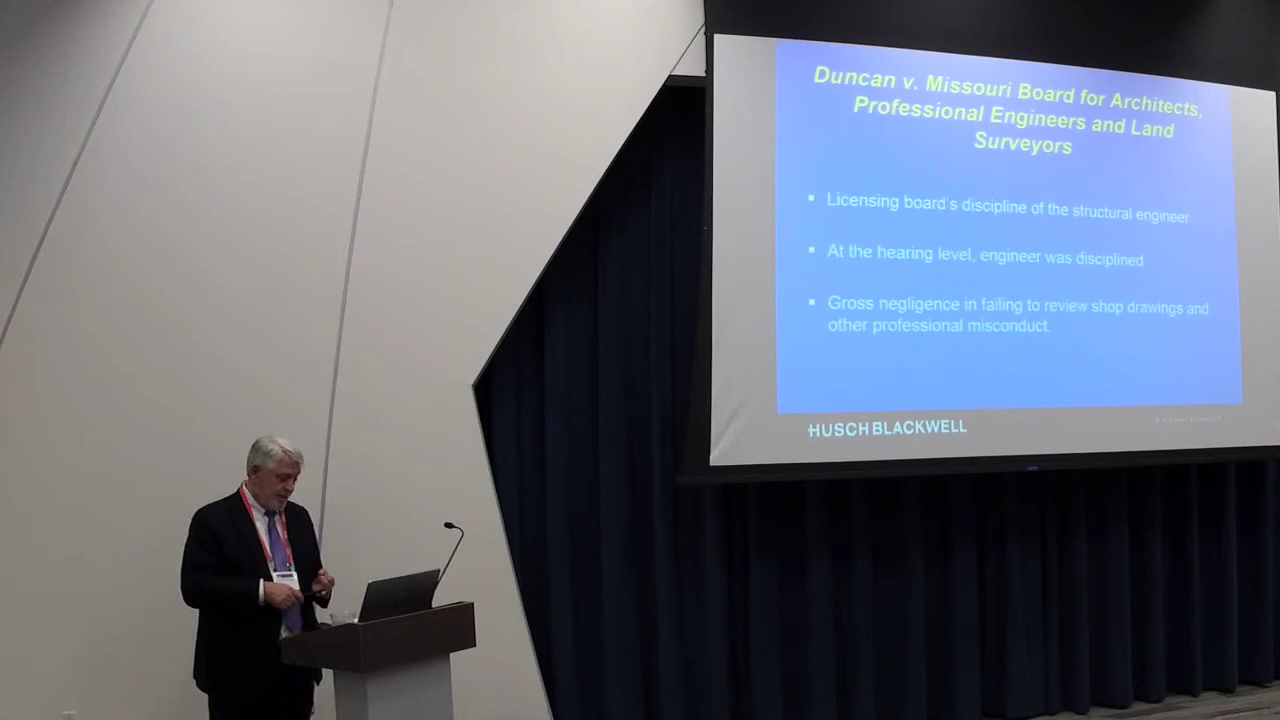 Duncan v. Missouri Board for Architects,
Professional Engineers and Land
Surveyors
▪ Licensing board's discipline of the structural engineer
▪ At the hearing level, engineer was disciplined
▪ Gross negligence in failing to review shop drawings and
other professional misconduct.
HUSCH BLACKWELL